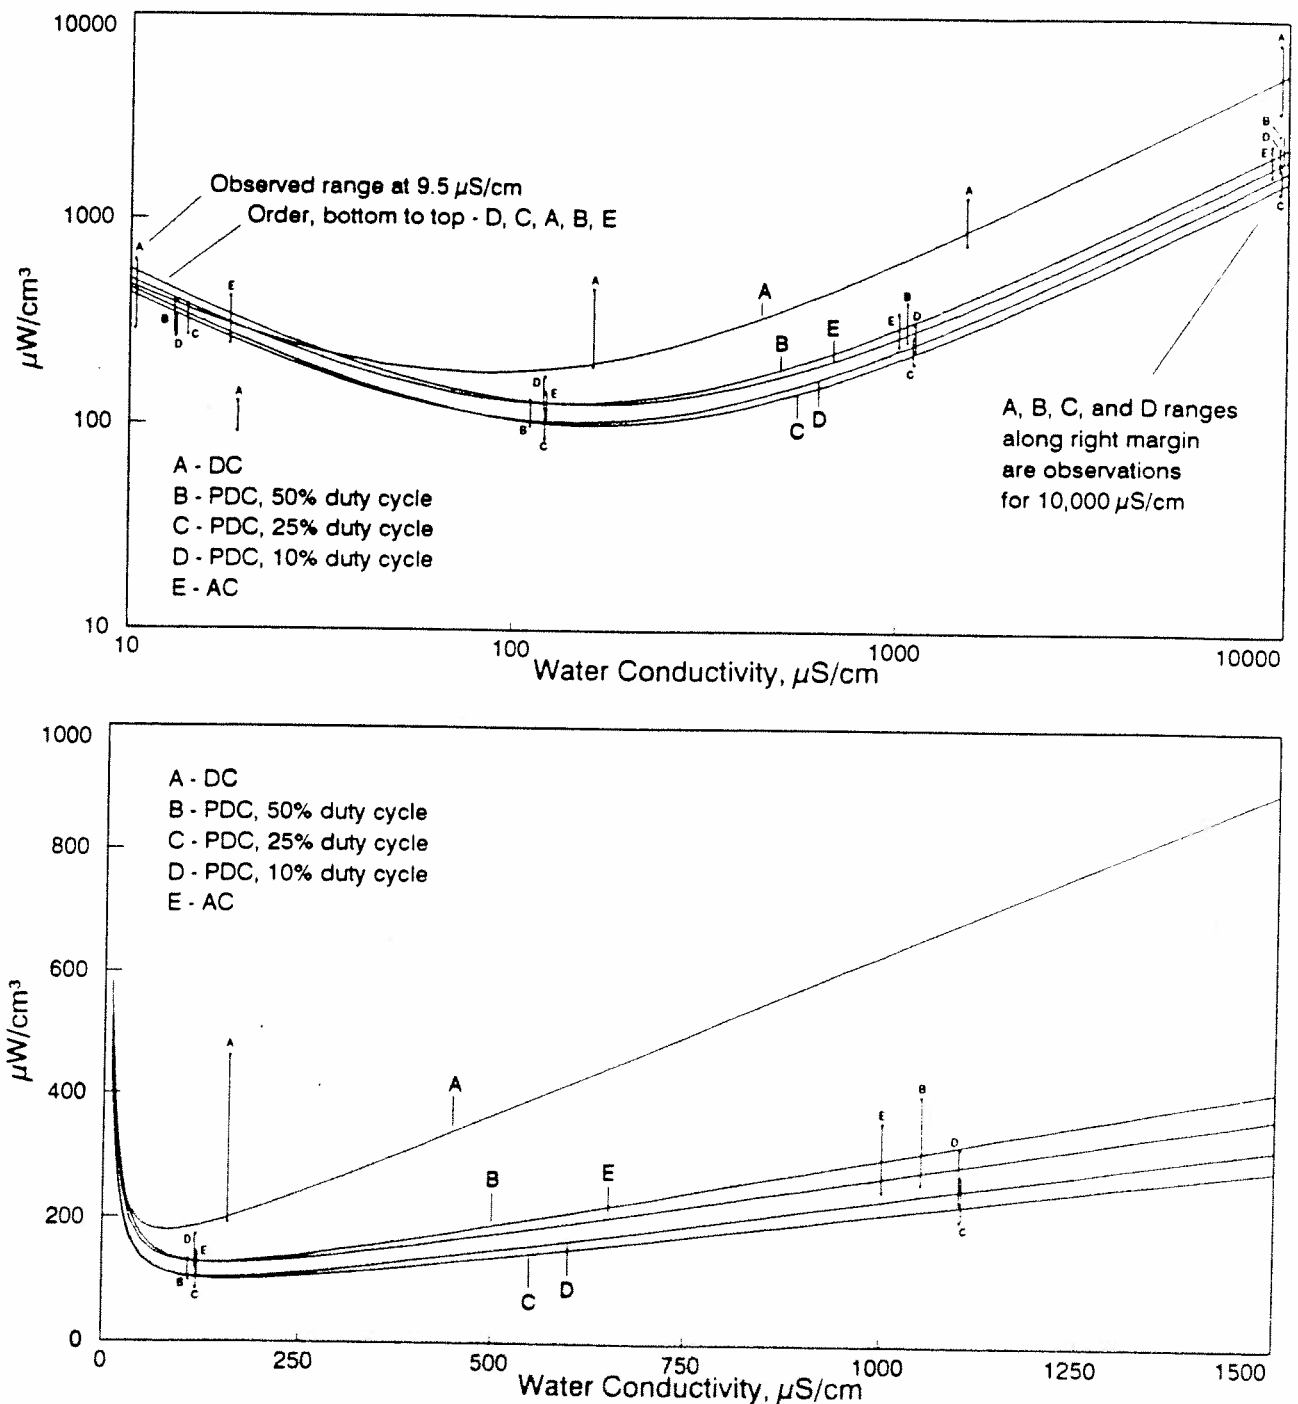 10000
1000
100
10
µW/cm³
Observed range at 9.5 µS/cm
Order, bottom to top - D, C, A, B, E
A
A
B
D
C
E
A
A
B
E
D
E
B
C
C
D
A
E
B
D
C
A
B
D
E
C
A - DC
B - PDC, 50% duty cycle
C - PDC, 25% duty cycle
D - PDC, 10% duty cycle
E - AC
A, B, C, and D ranges
along right margin
are observations
for 10,000 µS/cm
10
100
1000
10000
Water Conductivity, µS/cm
1000
800
600
400
200
0
µW/cm³
A - DC
B - PDC, 50% duty cycle
C - PDC, 25% duty cycle
D - PDC, 10% duty cycle
E - AC
A
A
B
E
E
B
D
D
E
B
C
C
D
C
0
250
500
750
1000
1250
1500
Water Conductivity, µS/cm